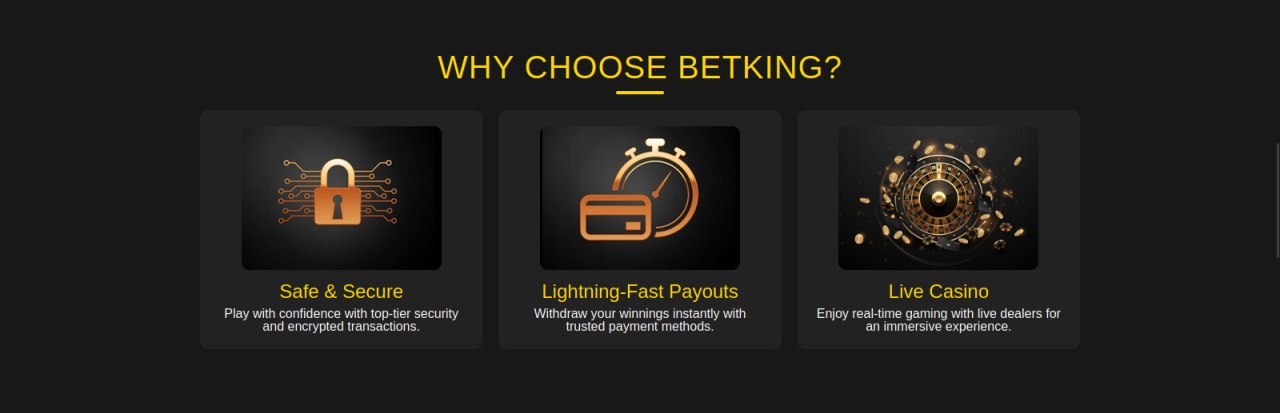 WHY CHOOSE BETKING?
Safe & Secure
Play with confidence with top-tier security
and encrypted transactions.
Lightning-Fast Payouts
Withdraw your winnings instantly with
trusted payment methods.
Live Casino
Enjoy real-time gaming with live dealers for
an immersive experience.